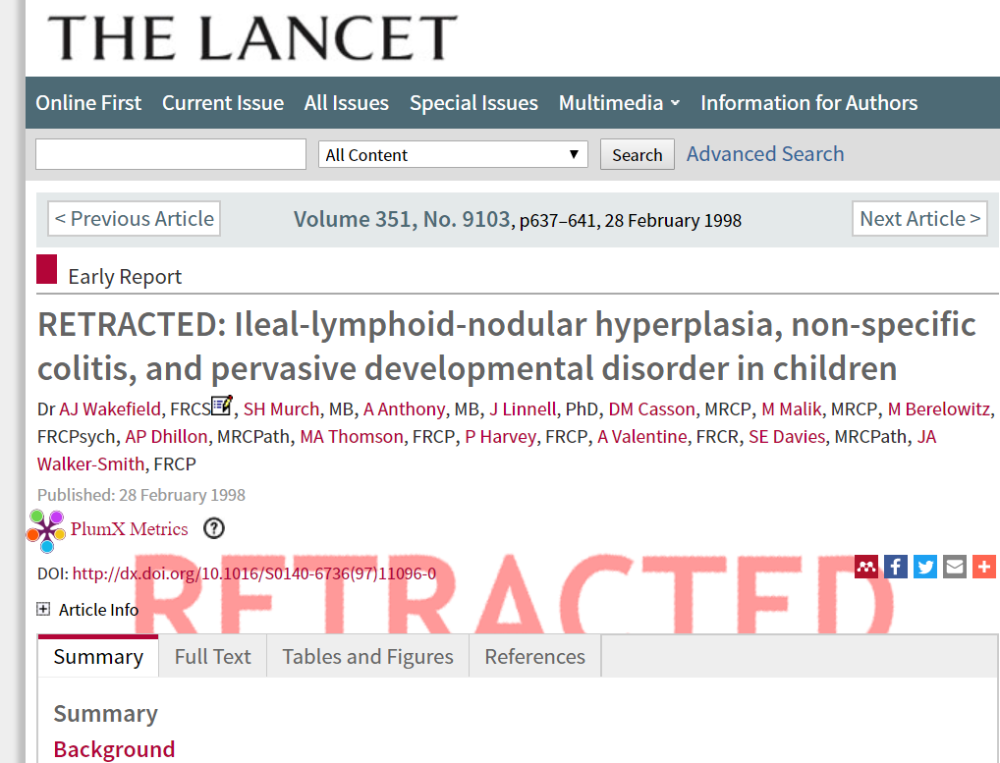 THE LANCET
Online First Current Issue All Issues Special Issues Multimedia Information for Authors
All Content Search Advanced Search
< Previous Article Volume 351, No. 9103, p637–641, 28 February 1998 Next Article >
Early Report
RETRACTED: Ileal-lymphoid-nodular hyperplasia, non-specific
colitis, and pervasive developmental disorder in children
Dr AJ Wakefield, FRCS, SH Murch, MB, A Anthony, MB, J Linnell, PhD, DM Casson, MRCP, M Malik, MRCP, M Berelowitz,
FRCPsych, AP Dhillon, MRCPath, MA Thomson, FRCP, P Harvey, FRCP, A Valentine, FRCR, SE Davies, MRCPath, JA
Walker-Smith, FRCP
Published: 28 February 1998
PlumX Metrics ?
DOI: http://dx.doi.org/10.1016/S0140-6736(97)11096-0
RETRACTED
Article Info
Summary Full Text Tables and Figures References
Summary
Background